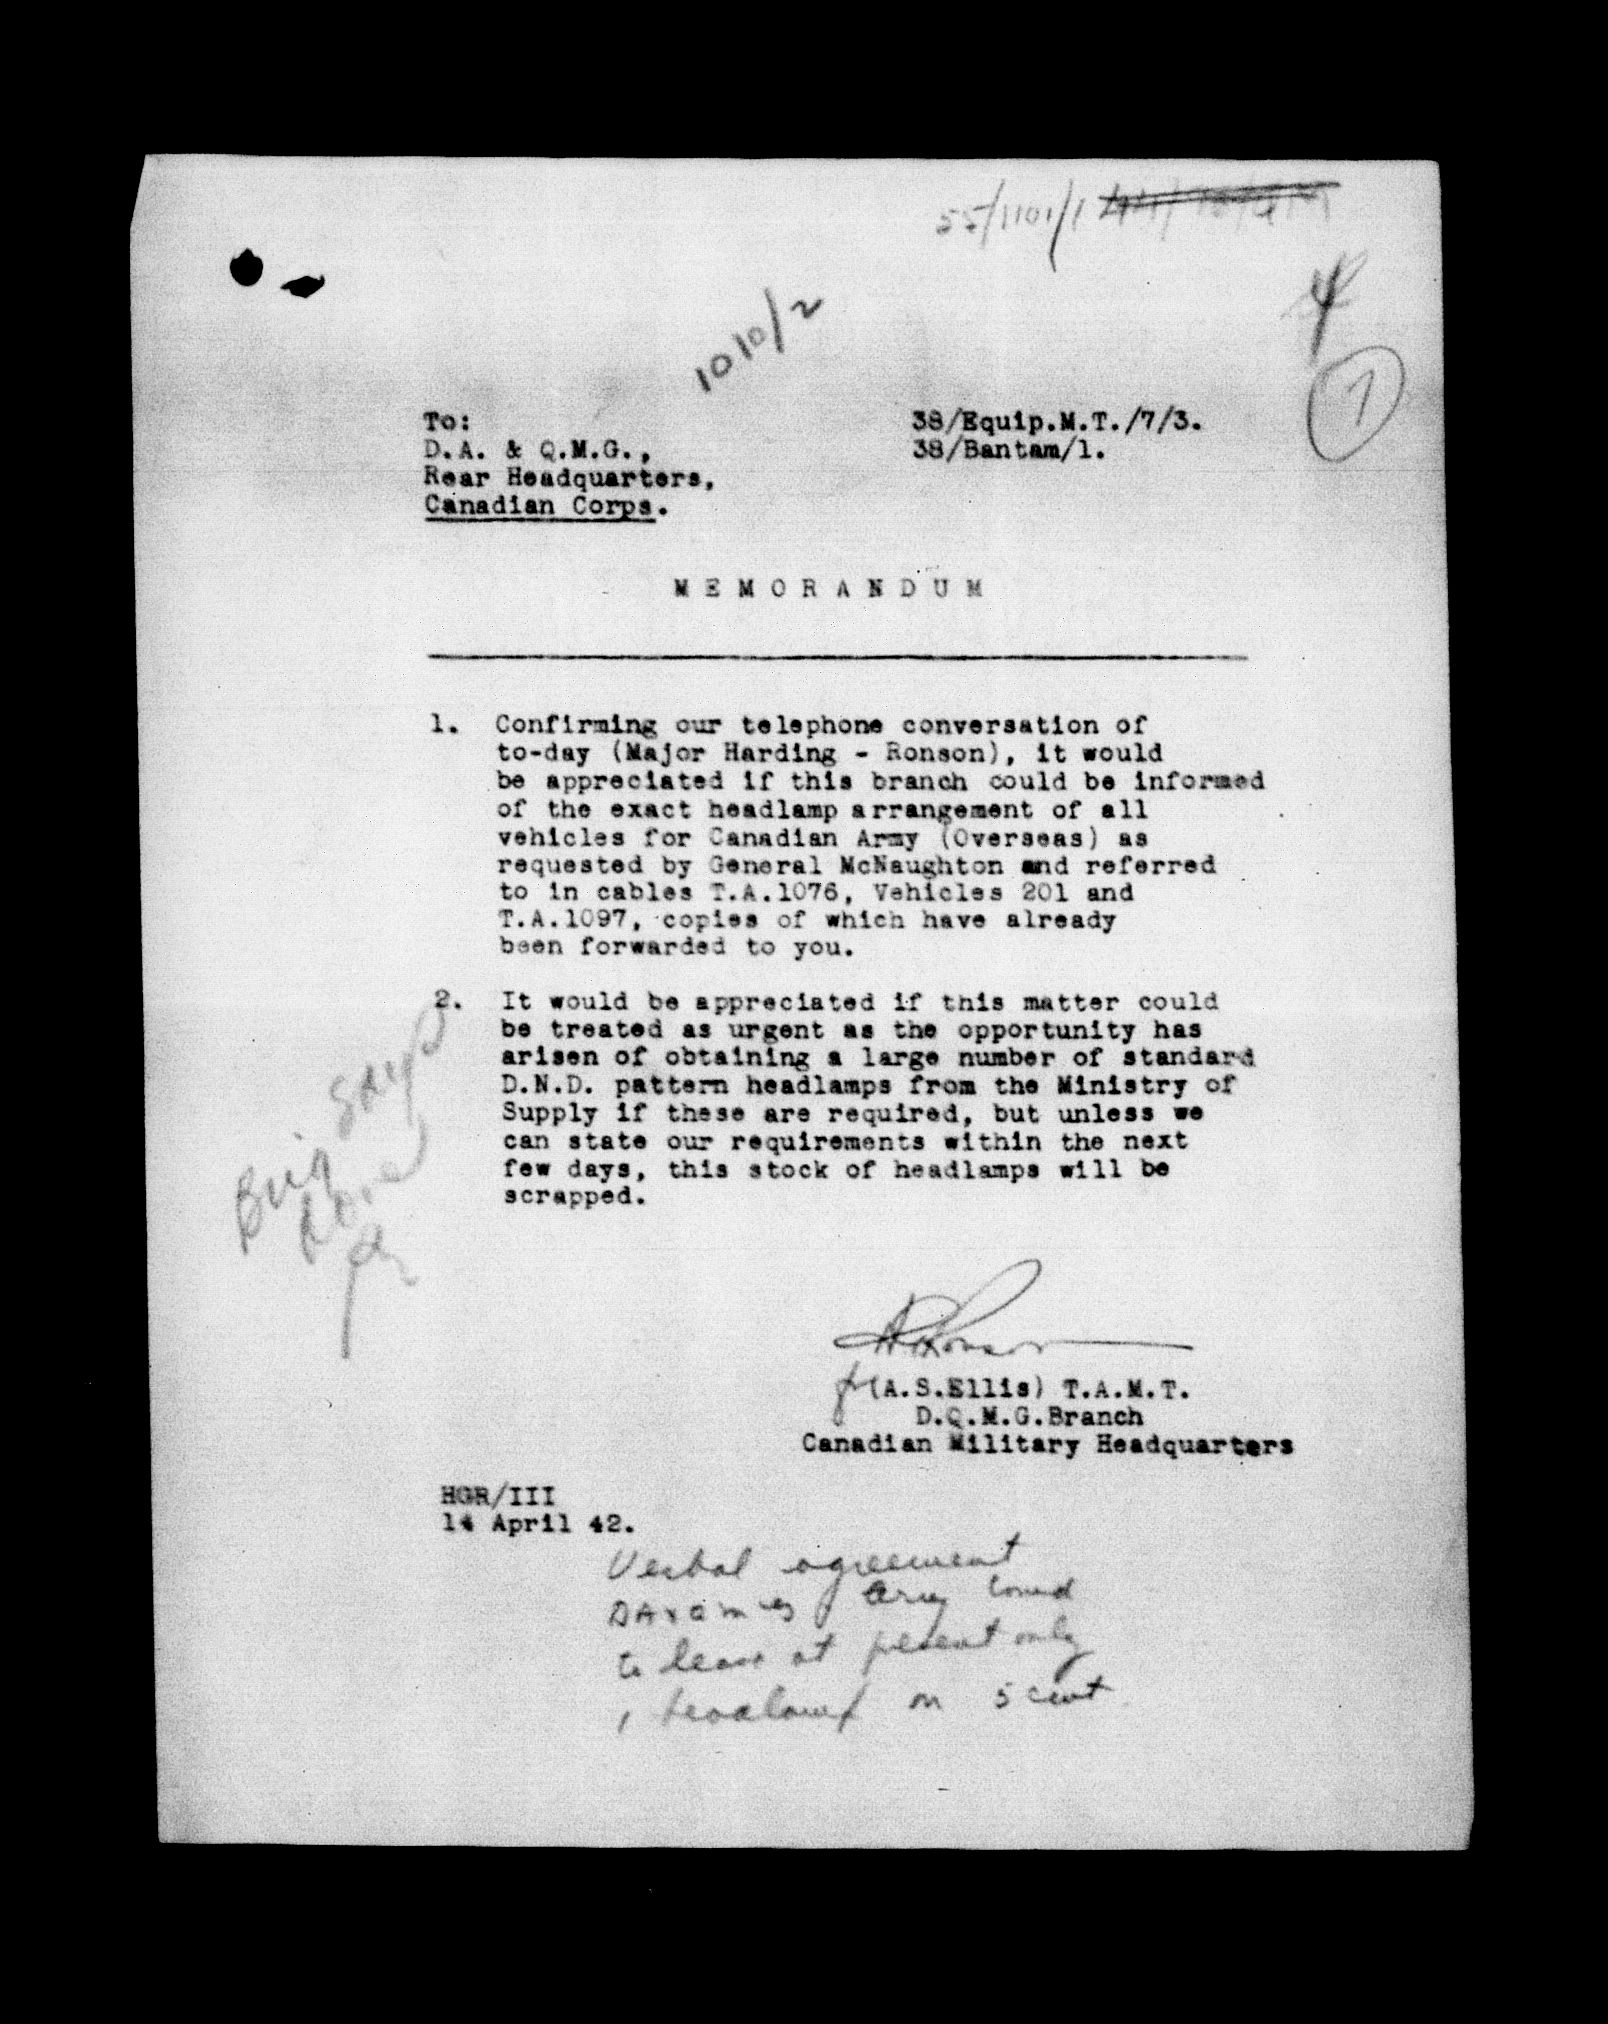 55/1101/1
4
1010/2
7
To:
D.A. & Q.M.G.,
Rear Headquarters,
Canadian Corps.
38/Equip.M.T./7/3.
38/Bantam/1.
MEMORANDUM
1. Confirming our telephone conversation of
to-day (Major Harding - Ronson), it would
be appreciated if this branch could be informed
of the exact headlamp arrangement of all
vehicles for Canadian Army (Overseas) as
requested by General McNaughton and referred
to in cables T.A.1076, Vehicles 201 and
T.A.1097, copies of which have already
been forwarded to you.
2. It would be appreciated if this matter could
be treated as urgent as the opportunity has
arisen of obtaining a large number of standard
D.N.D. pattern headlamps from the Ministry of
Supply if these are required, but unless we
can state our requirements within the next
few days, this stock of headlamps will be
scrapped.
Brig says
Ronson
for (A.S.Ellis) T.A.M.T.
D.Q.M.G.Branch
Canadian Military Headquarters
HGR/III
14 April 42.
Verbal agreement
to leave at present only
1 headlamp on 5 cwt